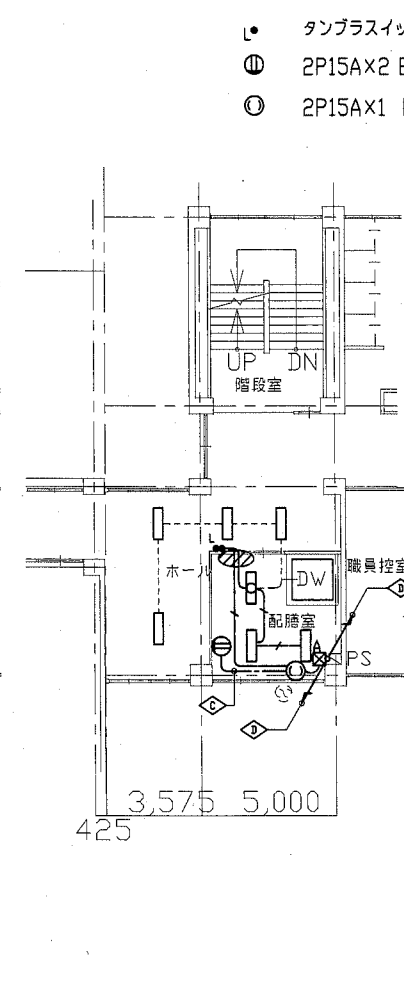 L タンブラスイッ
2P15A×2 E
2P15A×1
UP DN
階段室
L
ホール
DW
職員控室
D
配膳室
PS
C
D
3,575 5,000
425